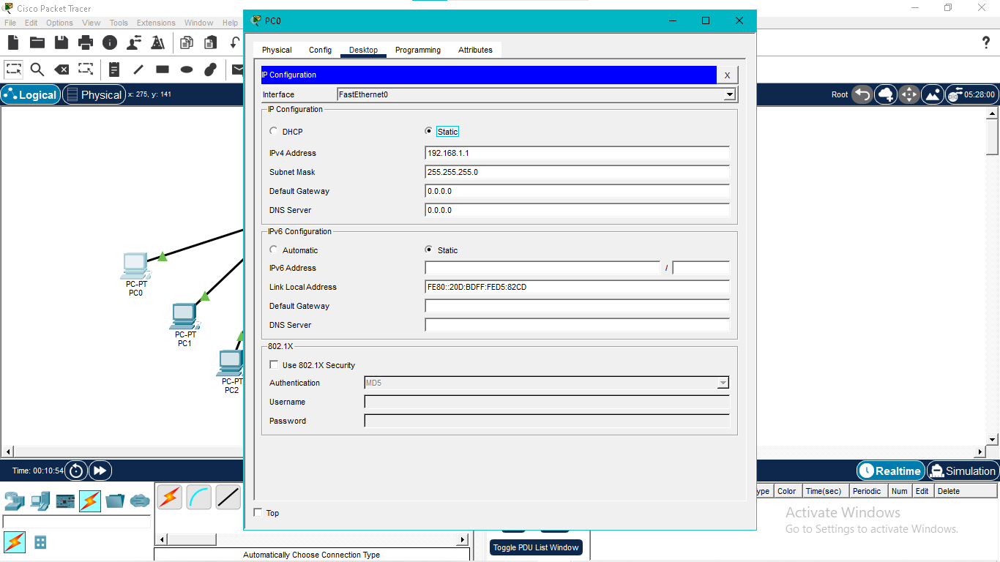 Cisco Packet Tracer
File Edit Options View Tools Extensions Window Help
?
Logical
Physical
x: 275, y: 141
Root
05:28:00
PC0
Physical Config Desktop Programming Attributes
IP Configuration
X
Interface
FastEthernet0
IP Configuration
DHCP
Static
IPv4 Address
192.168.1.1
Subnet Mask
255.255.255.0
Default Gateway
0.0.0.0
DNS Server
0.0.0.0
IPv6 Configuration
Automatic
Static
IPv6 Address
/
Link Local Address
FE80::20D:BDFF:FED5:82CD
Default Gateway
DNS Server
802.1X
Use 802.1X Security
Authentication
MD5
Username
Password
Top
PC-PT
PC0
PC-PT
PC1
PC-PT
PC2
Time: 00:10:54
Realtime
Simulation
ype Color Time(sec) Periodic Num Edit Delete
Automatically Choose Connection Type
Toggle PDU List Window
Activate Windows
Go to Settings to activate Windows.